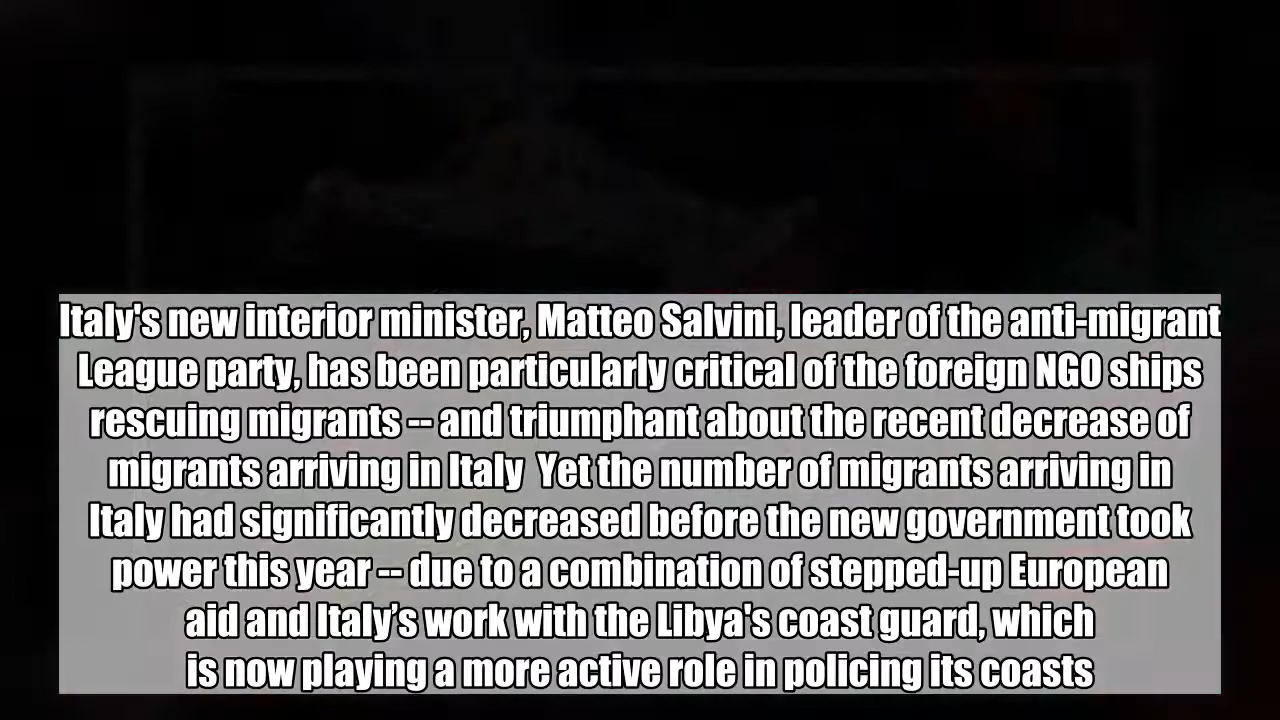 Italy's new interior minister, Matteo Salvini, leader of the anti-migrant
League party, has been particularly critical of the foreign NGO ships
rescuing migrants -- and triumphant about the recent decrease of
migrants arriving in Italy  Yet the number of migrants arriving in
Italy had significantly decreased before the new government took
power this year -- due to a combination of stepped-up European
aid and Italy’s work with the Libya's coast guard, which
is now playing a more active role in policing its coasts